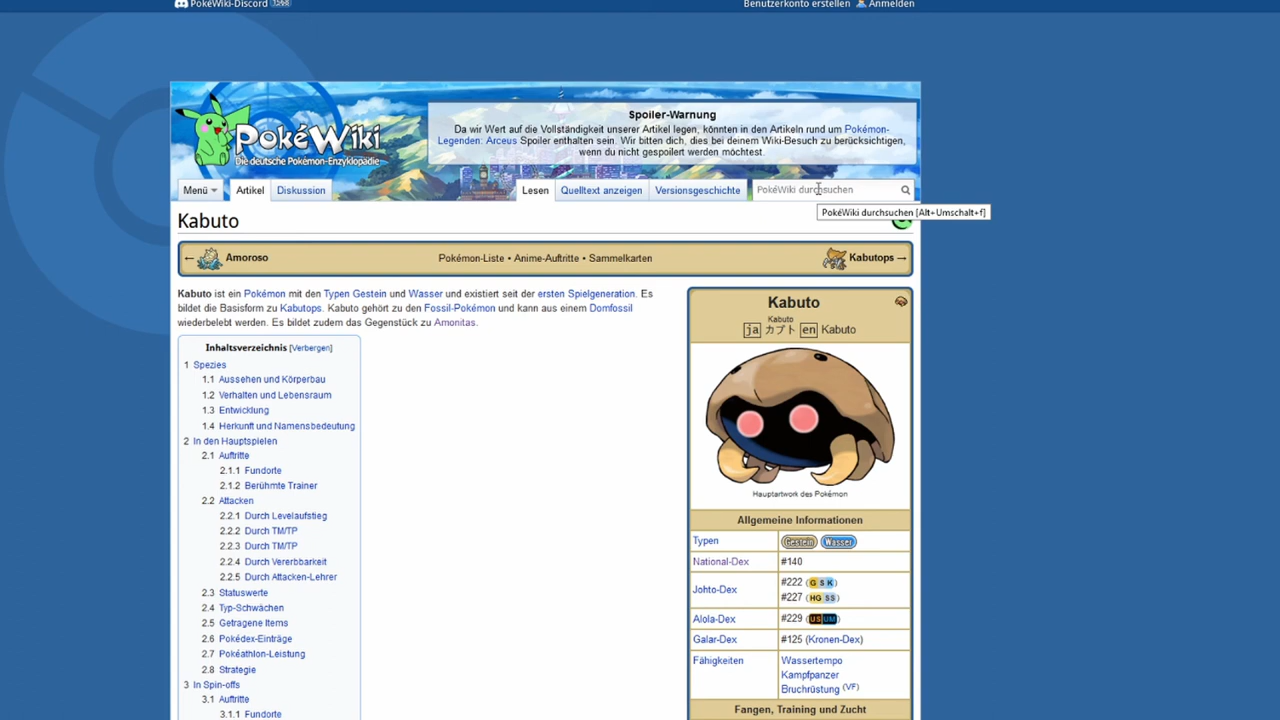 PokéWiki-Discord 1568
Benutzerkonto erstellen Anmelden
PokéWiki
Die deutsche Pokémon-Enzyklopädie
Spoiler-Warnung
Da wir Wert auf die Vollständigkeit unserer Artikel legen, könnten in den Artikeln rund um Pokémon-
Legenden: Arceus Spoiler enthalten sein. Wir bitten dich, dies bei deinem Wiki-Besuch zu berücksichtigen,
wenn du nicht gespoilert werden möchtest.
Menü Artikel Diskussion Lesen Quelltext anzeigen Versionsgeschichte PokéWiki durchsuchen
PokéWiki durchsuchen [Alt+Umschalt+f]
Kabuto
← Amoroso Pokémon-Liste • Anime-Auftritte • Sammelkarten Kabutops →
Kabuto ist ein Pokémon mit den Typen Gestein und Wasser und existiert seit der ersten Spielgeneration. Es
bildet die Basisform zu Kabutops. Kabuto gehört zu den Fossil-Pokémon und kann aus einem Domfossil
wiederbelebt werden. Es bildet zudem das Gegenstück zu Amonitas.
Inhaltsverzeichnis [Verbergen]
1 Spezies
1.1 Aussehen und Körperbau
1.2 Verhalten und Lebensraum
1.3 Entwicklung
1.4 Herkunft und Namensbedeutung
2 In den Hauptspielen
2.1 Auftritte
2.1.1 Fundorte
2.1.2 Berühmte Trainer
2.2 Attacken
2.2.1 Durch Levelaufstieg
2.2.2 Durch TM/TP
2.2.3 Durch TM/TP
2.2.4 Durch Vererbbarkeit
2.2.5 Durch Attacken-Lehrer
2.3 Statuswerte
2.4 Typ-Schwächen
2.5 Getragene Items
2.6 Pokédex-Einträge
2.7 Pokéathlon-Leistung
2.8 Strategie
3 In Spin-offs
3.1 Auftritte
3.1.1 Fundorte
Kabuto
Kabuto
ja カブト en Kabuto
Hauptartwork des Pokémon
Allgemeine Informationen
Typen Gestein Wasser
National-Dex #140
Johto-Dex #222 (G S K)
#227 (HG SS)
Alola-Dex #229 (US UM)
Galar-Dex #125 (Kronen-Dex)
Fähigkeiten Wassertempo
Kampfpanzer
Bruchrüstung (VF)
Fangen, Training und Zucht